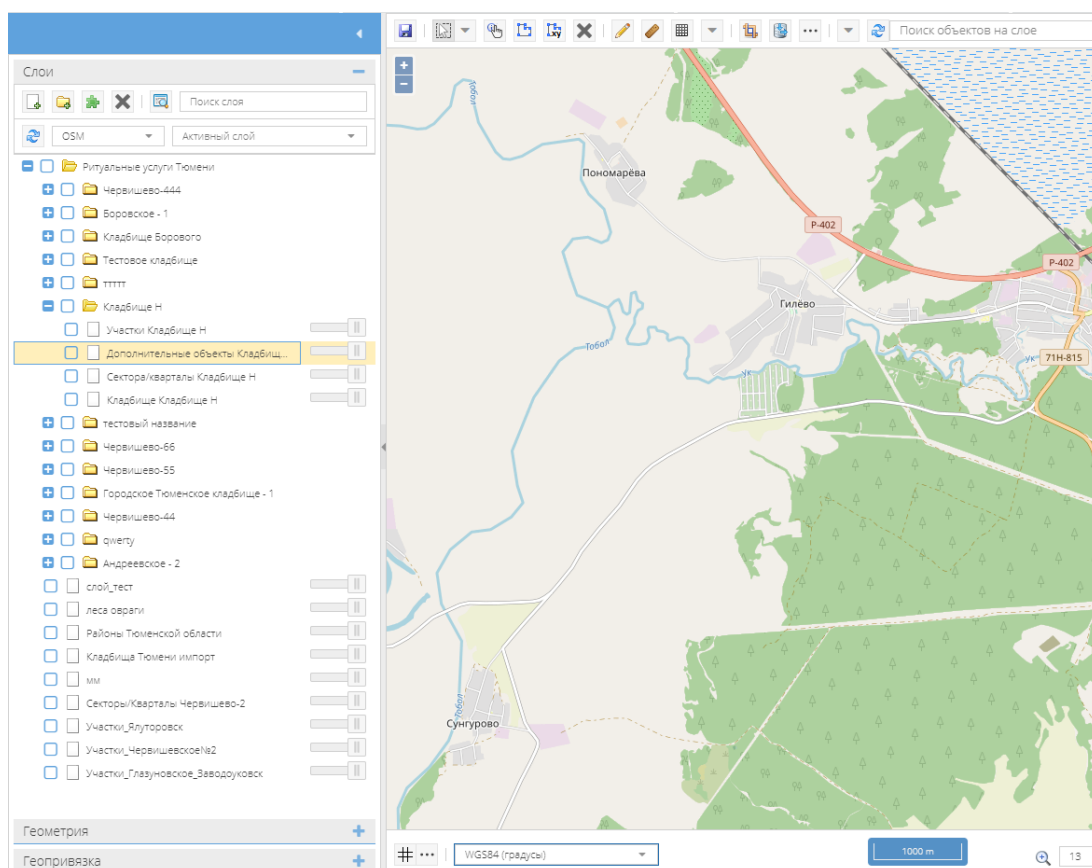 Поиск объектов на слое
Слои
Поиск слоя
OSM
Активный слой
Ритуальные услуги Тюмени
Червишево-444
Боровское - 1
Кладбище Борового
Тестовое кладбище
ттттт
Кладбище Н
Участки Кладбище Н
Дополнительные объекты Кладбищ...
Сектора/кварталы Кладбище Н
Кладбище Кладбище Н
тестовый название
Червишево-66
Червишево-55
Городское Тюменское кладбище - 1
Червишево-44
qwerty
Андреевское - 2
слой_тест
леса овраги
Районы Тюменской области
Кладбища Тюмени импорт
мм
Секторы/Кварталы Червишево-2
Участки_Ялуторовск
Участки_Червишевское№2
Участки_Глазуновское_Заводоуковск
Геометрия
Геопривязка
Тобол
Пономарёва
Р-402
Р-402
Гилёво
Тобол
Ук
Ук
71Н-815
Тобол
Сунгурово
WGS84 (градусы)
1000 m
13